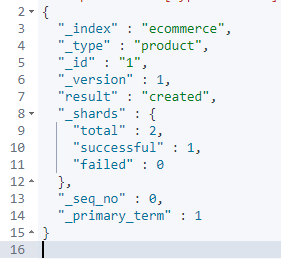 2 {
3 "_index" : "ecommerce",
4 "_type" : "product",
5 "_id" : "1",
6 "_version" : 1,
7 "result" : "created",
8 "_shards" : {
9 "total" : 2,
10 "successful" : 1,
11 "failed" : 0
12 },
13 "_seq_no" : 0,
14 "_primary_term" : 1
15 }
16